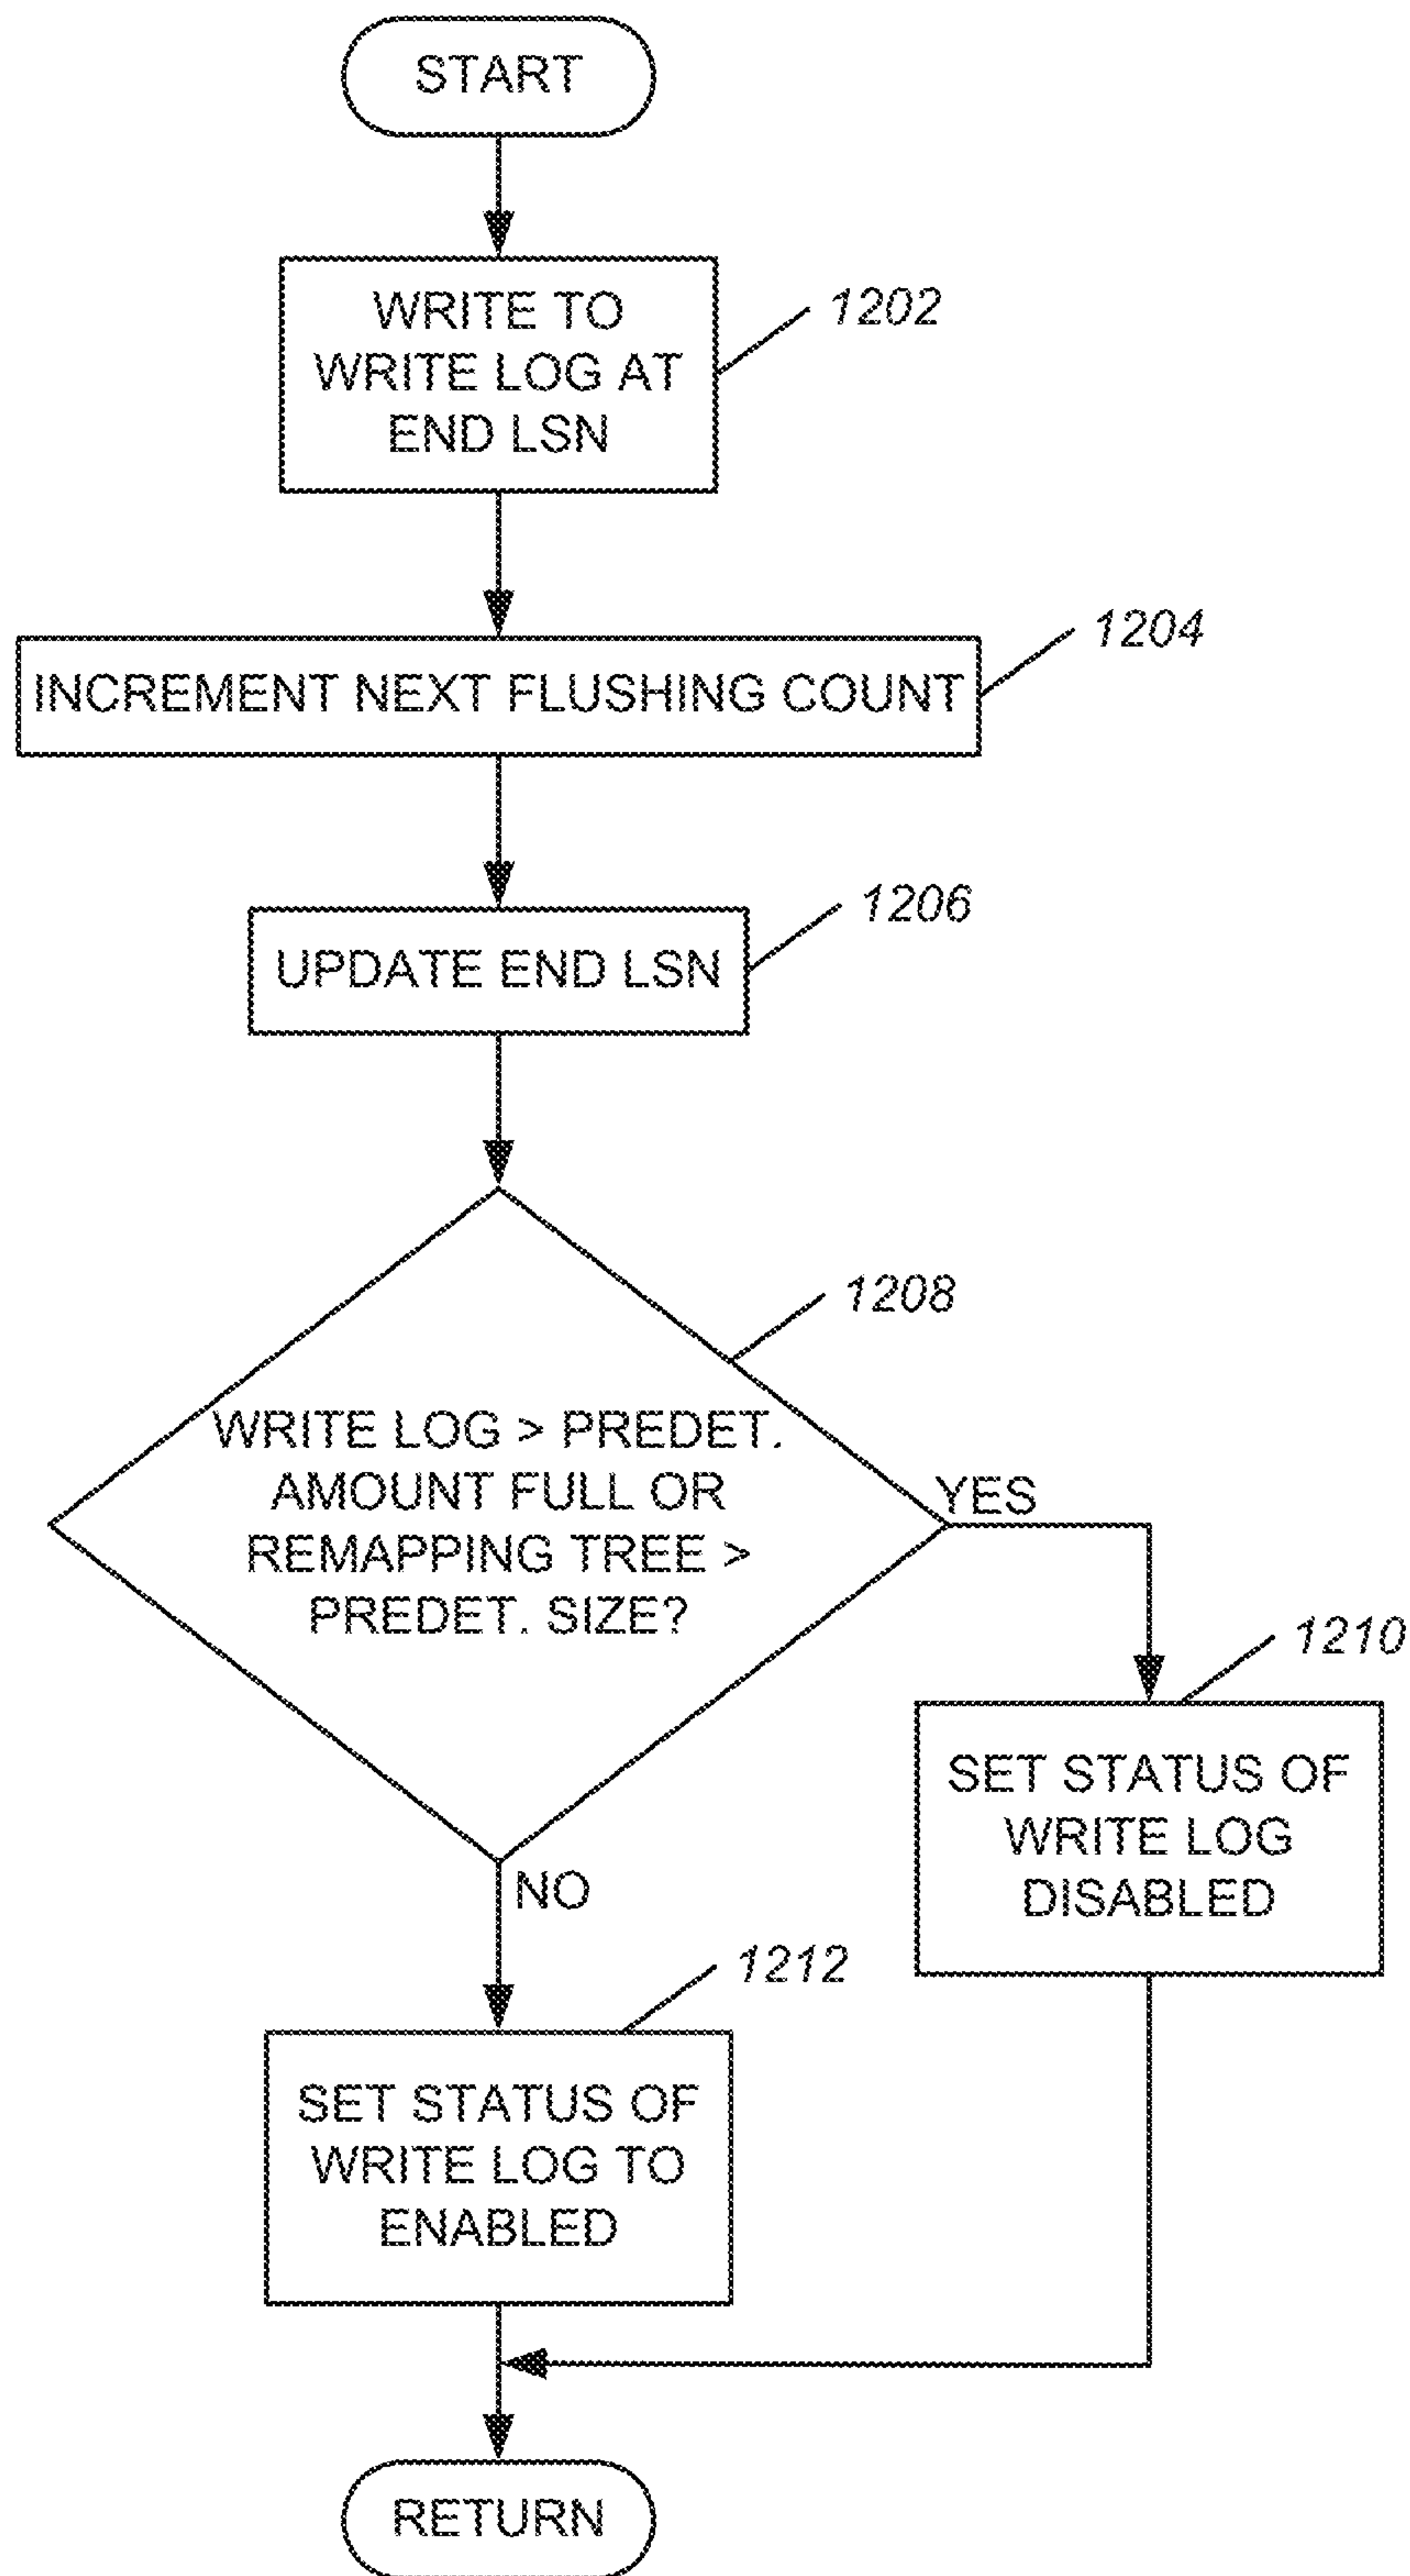 START
WRITE TO
WRITE LOG AT
END LSN
1202
INCREMENT NEXT FLUSHING COUNT
1204
UPDATE END LSN
1206
1208
WRITE LOG > PREDET.
AMOUNT FULL OR
REMAPPING TREE >
PREDET. SIZE?
YES
1210
SET STATUS OF
WRITE LOG
DISABLED
NO
1212
SET STATUS OF
WRITE LOG TO
ENABLED
RETURN